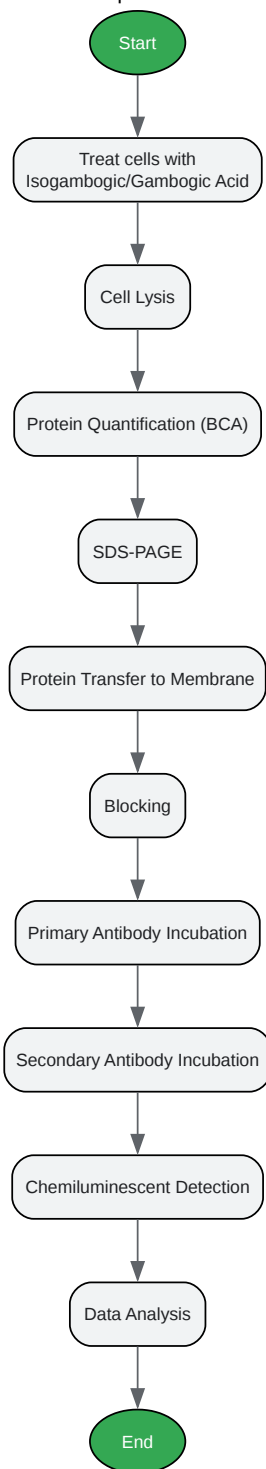 Start
Treat cells with
Isogambogic/Gambogic Acid
Cell Lysis
Protein Quantification (BCA)
SDS-PAGE
Protein Transfer to Membrane
Blocking
Primary Antibody Incubation
Secondary Antibody Incubation
Chemiluminescent Detection
Data Analysis
End